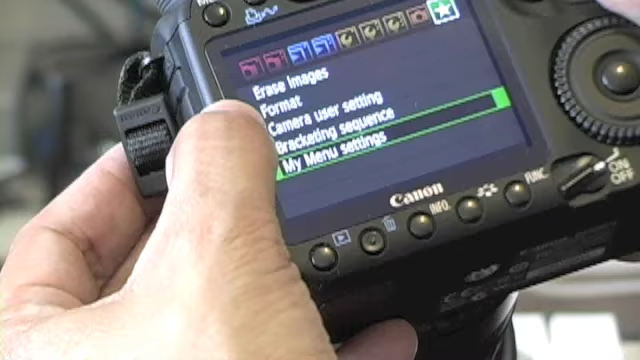 Erase images
Format
Camera user setting
Bracketing sequence
My Menu settings
Canon
INFO.
FUNC.
ON
OFF